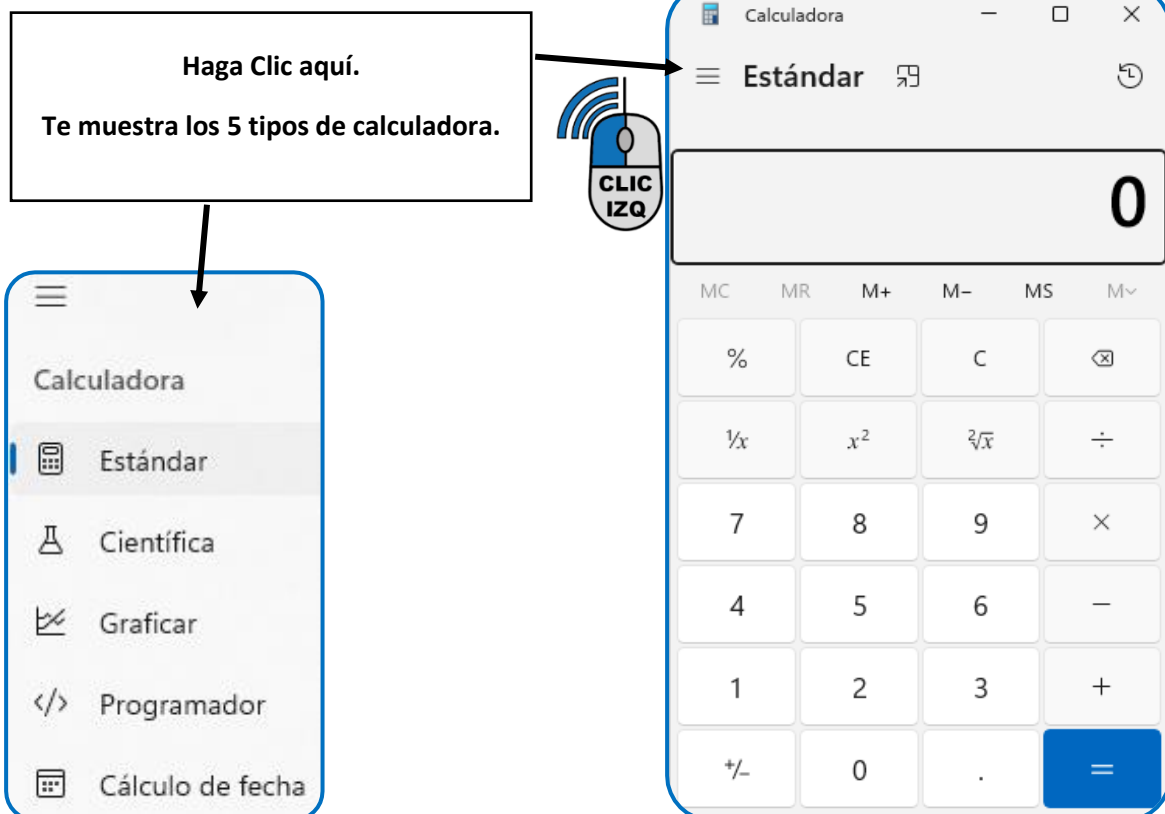 Haga Clic aquí.
Te muestra los 5 tipos de calculadora.
CLIC
IZQ
Calculadora
Estándar
0
MC MR M+ M− MS M
% CE C
¹/x x² ²√x ÷
7 8 9 ×
4 5 6 −
1 2 3 +
+/− 0 . =
Calculadora
Estándar
Científica
Graficar
</> Programador
Cálculo de fecha